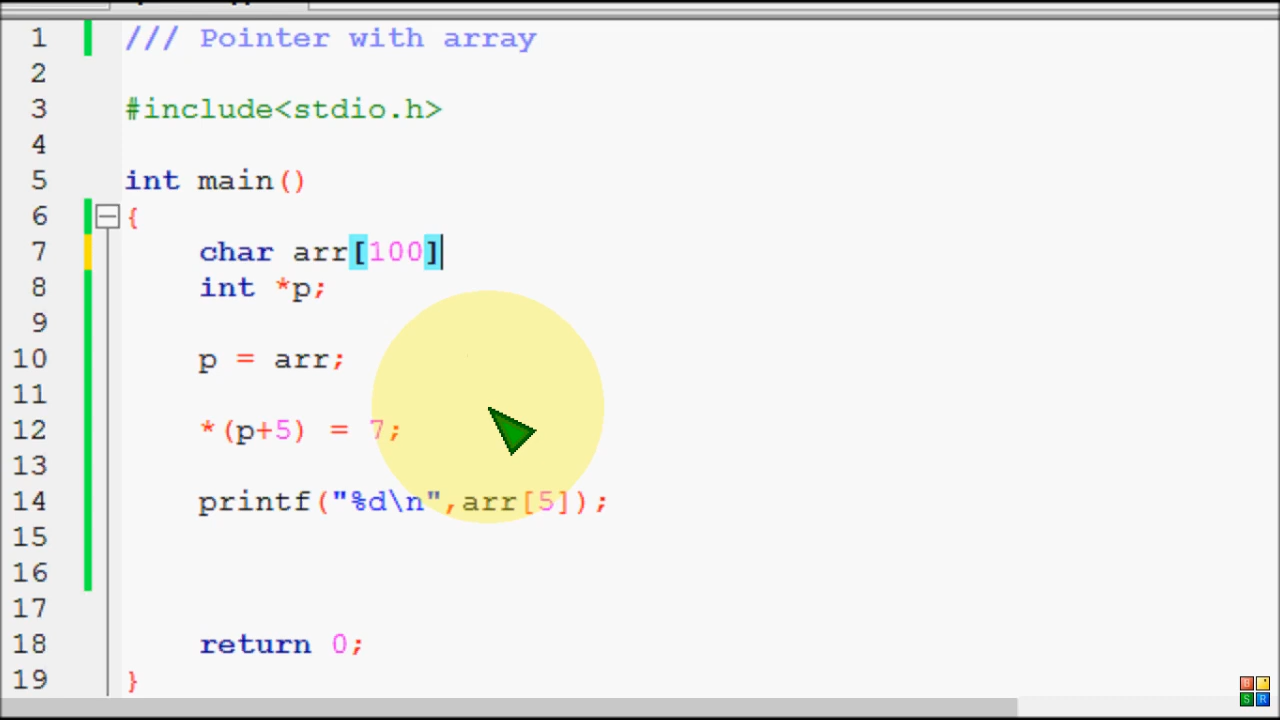 1 /// Pointer with array
2
3 #include<stdio.h>
4
5 int main()
6 {
7 char arr[100]
8 int *p;
9
10 p = arr;
11
12 *(p+5) = 7;
13
14 printf("%d\n",arr[5]);
15
16
17
18 return 0;
19 }